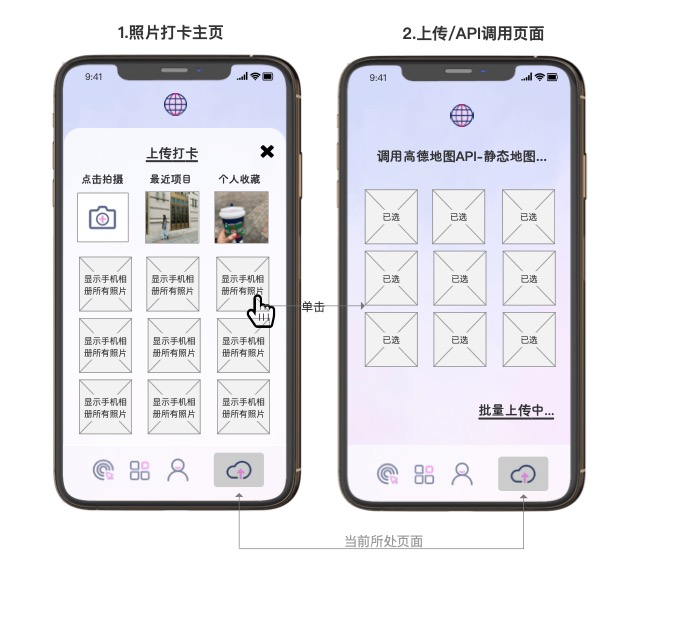 1.照片打卡主页
2.上传/API调用页面
9:41
上传打卡
点击拍摄
最近项目
个人收藏
显示手机相
册所有照片
显示手机相
册所有照片
显示手机相
册所有照片
显示手机相
册所有照片
显示手机相
册所有照片
显示手机相
册所有照片
显示手机相
册所有照片
显示手机相
册所有照片
显示手机相
册所有照片
单击
9:41
调用高德地图API-静态地图...
已选
已选
已选
已选
已选
已选
已选
已选
已选
批量上传中...
当前所处页面